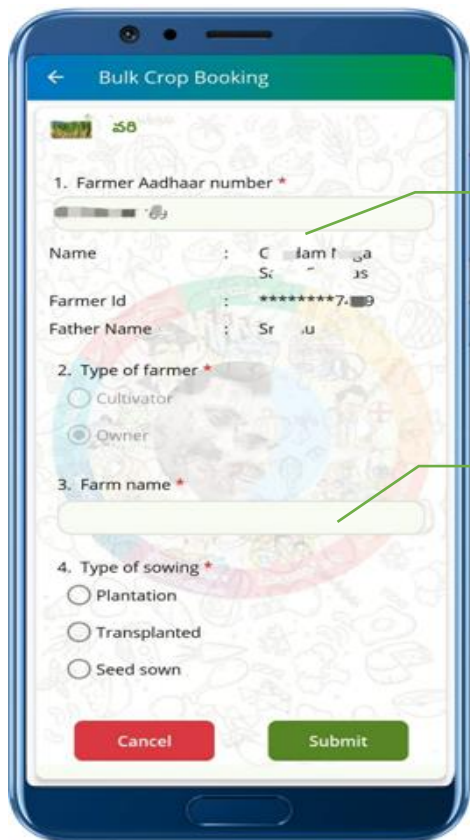 Bulk Crop Booking
వరి
1. Farmer Aadhaar number *
Name :
Farmer Id : ********
Father Name :
2. Type of farmer *
Cultivator
Owner
3. Farm name *
4. Type of sowing *
Plantation
Transplanted
Seed sown
Cancel Submit